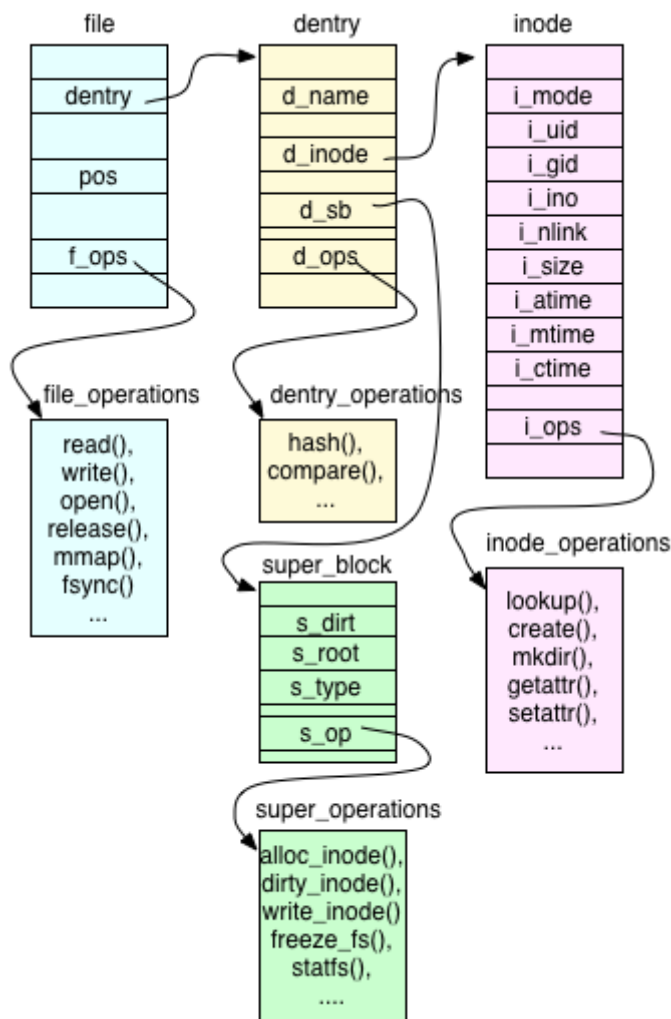 file
dentry
pos
f_ops
file_operations
read(),
write(),
open(),
release(),
mmap(),
fsync()
...
dentry
d_name
d_inode
d_sb
d_ops
dentry_operations
hash(),
compare(),
...
super_block
s_dirt
s_root
s_type
s_op
super_operations
alloc_inode(),
dirty_inode(),
write_inode()
freeze_fs(),
statfs(),
....
inode
i_mode
i_uid
i_gid
i_ino
i_nlink
i_size
i_atime
i_mtime
i_ctime
i_ops
inode_operations
lookup(),
create(),
mkdir(),
getattr(),
setattr(),
...